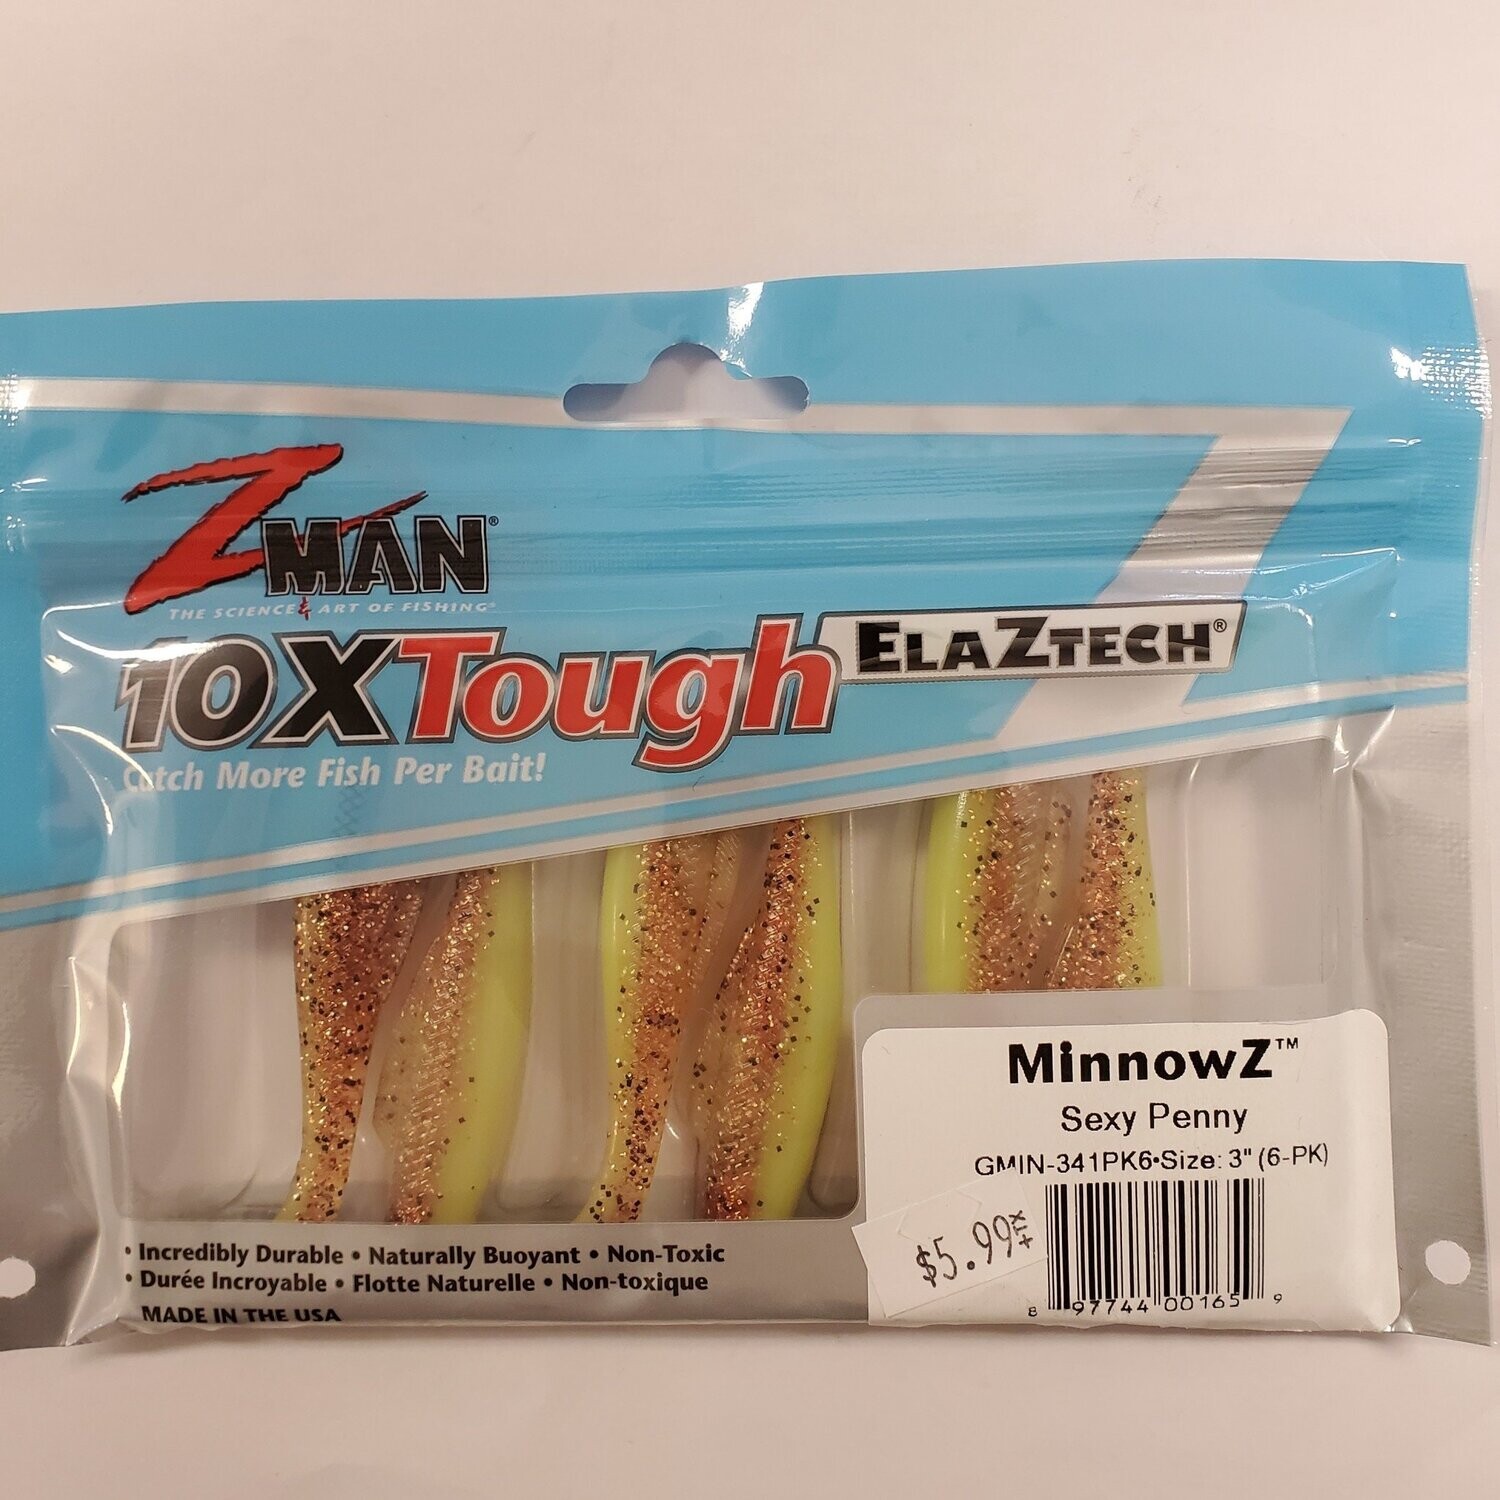 ZMAN®
THE SCIENCE & ART OF FISHING®
10X Tough ELAZTECH®
Catch More Fish Per Bait!
MinnowZ™
Sexy Penny
GMIN-341PK6•Size: 3" (6-PK)
$5.99
8 97744 00165 9
• Incredibly Durable • Naturally Buoyant • Non-Toxic
• Durée Incroyable • Flotte Naturelle • Non-toxique
MADE IN THE USA